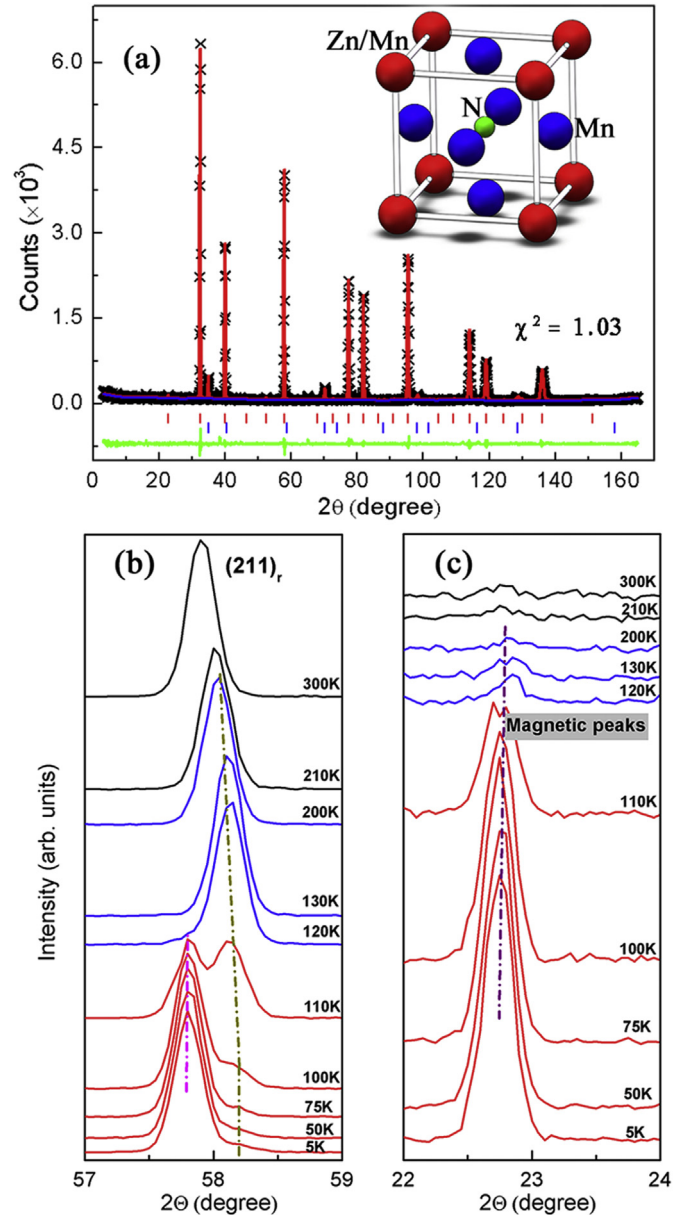 (a)
Zn/Mn
N
Mn
6.0
4.5
3.0
1.5
0.0
Counts (×10³)
χ² = 1.03
0 20 40 60 80 100 120 140 160
2Θ (degree)
(b)
(211)r
300K
210K
200K
130K
120K
110K
100K
75K
50K
5K
Intensity (arb. units)
57 58 59
2Θ (degree)
(c)
300K
210K
200K
130K
120K
Magnetic peaks
110K
100K
75K
50K
5K
22 23 24
2Θ (degree)